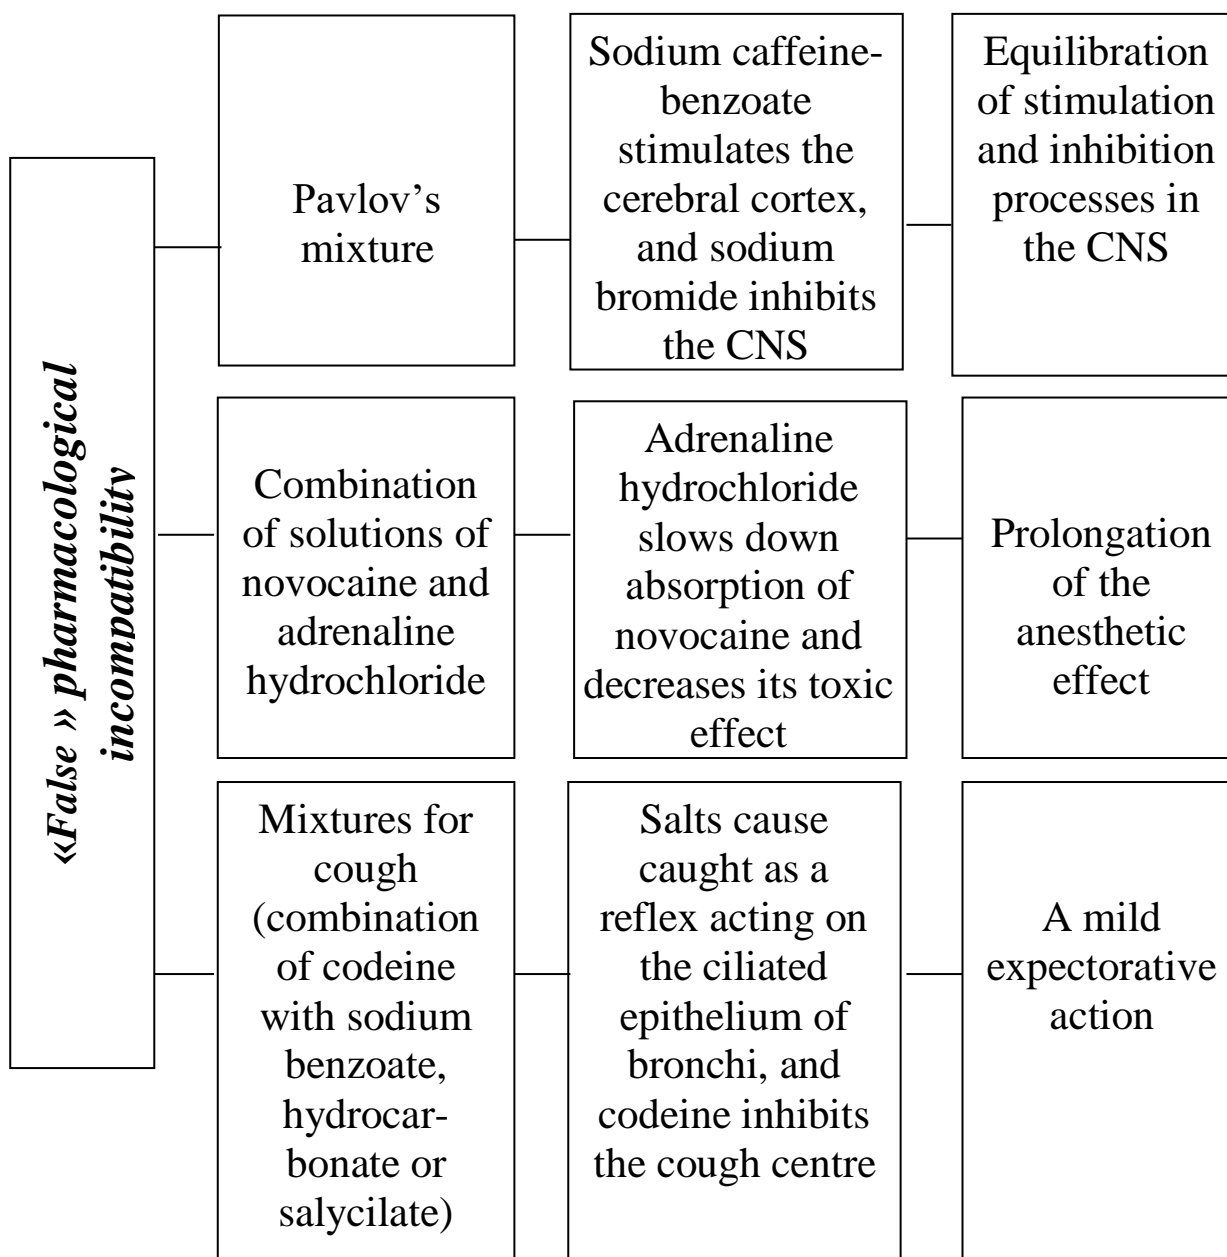 «False » pharmacological
incompatibility
Pavlov’s
mixture
Sodium caffeine-
benzoate
stimulates the
cerebral cortex,
and sodium
bromide inhibits
the CNS
Equilibration
of stimulation
and inhibition
processes in
the CNS
Combination
of solutions of
novocaine and
adrenaline
hydrochloride
Adrenaline
hydrochloride
slows down
absorption of
novocaine and
decreases its toxic
effect
Prolongation
of the
anesthetic
effect
Mixtures for
cough
(combination
of codeine
with sodium
benzoate,
hydrocar-
bonate or
salycilate)
Salts cause
caught as a
reflex acting on
the ciliated
epithelium of
bronchi, and
codeine inhibits
the cough centre
A mild
expectorative
action